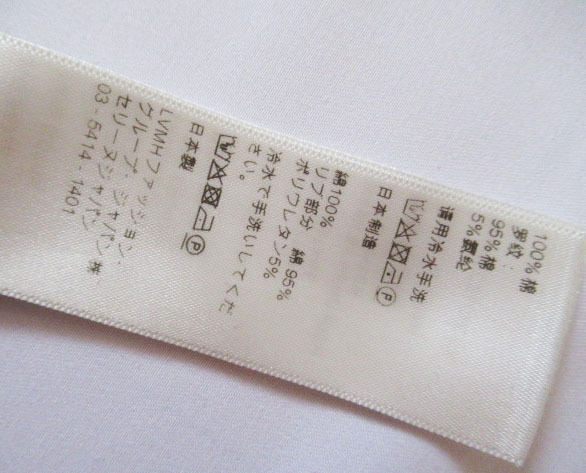 100% 棉
罗纹:
95% 棉
5% 氨纶
请用冷水手洗
P
日本制造
綿100%
リブ部分 綿 95%
ポリウレタン5%
冷水で手洗いしてくだ
さい。
P
日本製
LVMHファッション
グループ・ジャパン㈱
セリーヌジャパン
03-5414-1401